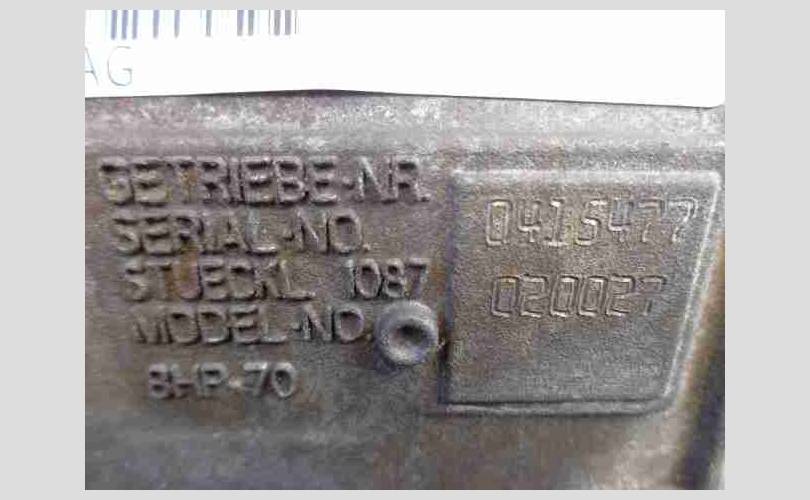 AG
GETRIEBE-NR.
SERIAL-NO. 0415477
STUECKL. 1087 020027
MODEL-NO.
8HP-70